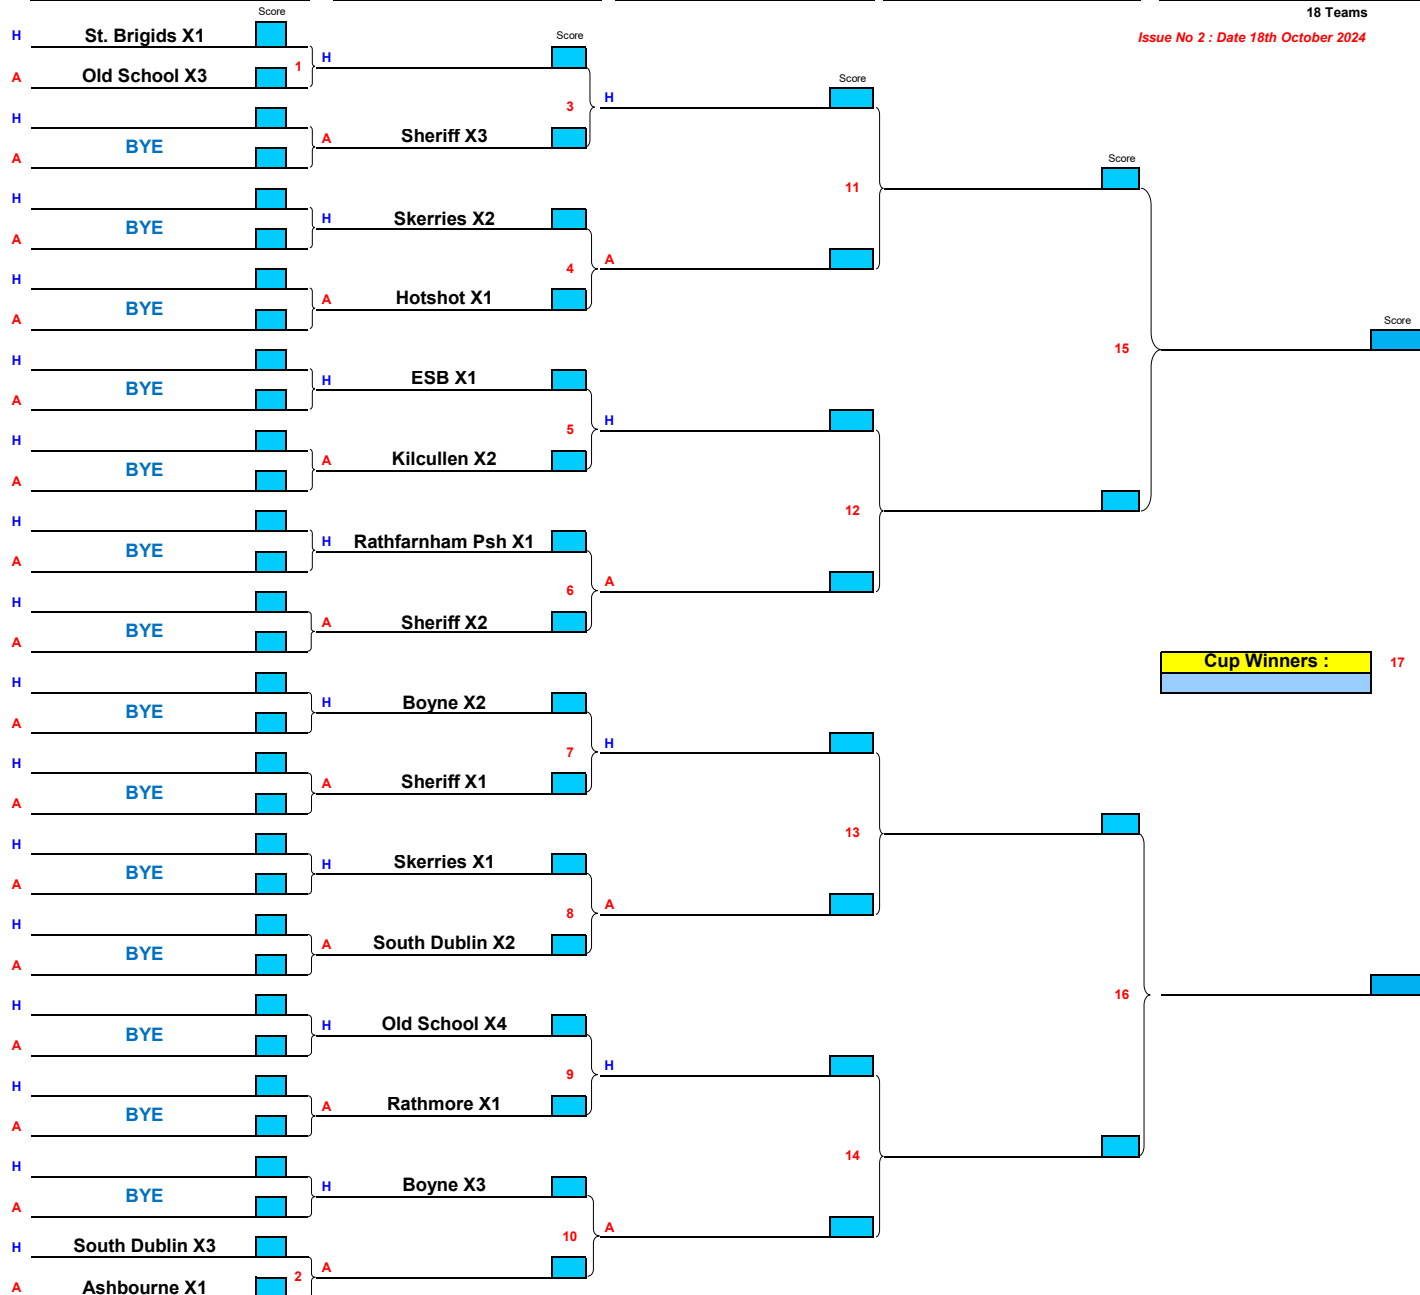 18 Teams
Issue No 2 : Date 18th October 2024
Score
H St. Brigids X1
A Old School X3
1
H
A
BYE
H
A
BYE
H
A
BYE
H
A
BYE
H
A
BYE
H
A
BYE
H
A
BYE
H
A
BYE
H
A
BYE
H
A
BYE
H
A
BYE
H
A
BYE
H
A
BYE
H
A
BYE
H South Dublin X3
A Ashbourne X1
2
Score
H
3
A Sheriff X3
H Skerries X2
4
A Hotshot X1
H ESB X1
5
A Kilcullen X2
H Rathfarnham Psh X1
6
A Sheriff X2
H Boyne X2
7
A Sheriff X1
H Skerries X1
8
A South Dublin X2
H Old School X4
9
A Rathmore X1
H Boyne X3
10
A
Score
H
11
A
H
12
A
H
13
A
H
14
A
Score
15
16
Score
Cup Winners :
17